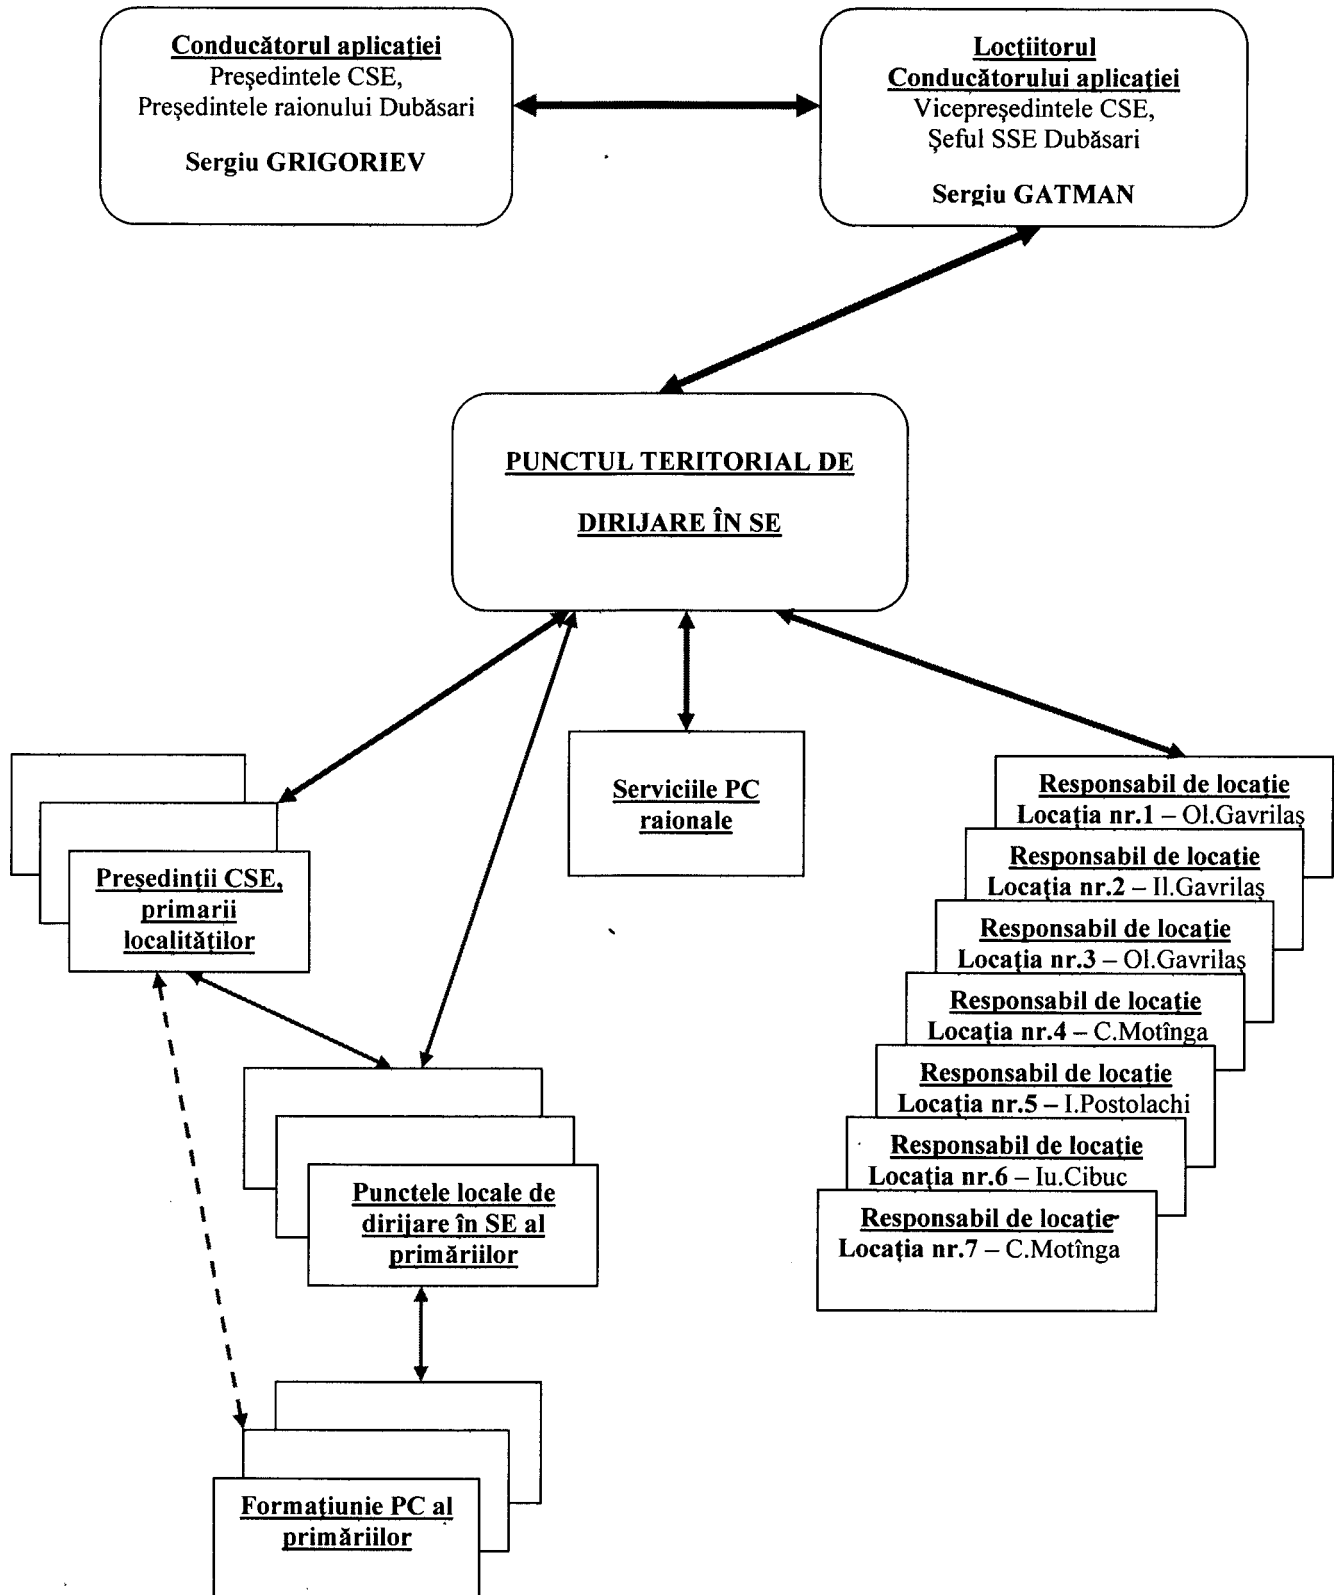 Conducătorul aplicației
Președintele CSE,
Președintele raionului Dubăsari
Sergiu GRIGORIEV
Locțiitorul
Conducătorului aplicației
Vicepreședintele CSE,
Șeful SSE Dubăsari
Sergiu GATMAN
PUNCTUL TERITORIAL DE
DIRIJARE ÎN SE
Președinții CSE,
primarii
localităților
Serviciile PC
raionale
Responsabil de locație
Locația nr.1 – Ol.Gavrilaș
Responsabil de locație
Locația nr.2 – Il.Gavrilaș
Responsabil de locație
Locația nr.3 – Ol.Gavrilaș
Responsabil de locație
Locația nr.4 – C.Motînga
Responsabil de locație
Locația nr.5 – I.Postolachi
Responsabil de locație
Locația nr.6 – Iu.Cibuc
Responsabil de locație
Locația nr.7 – C.Motînga
Punctele locale de
dirijare în SE al
primăriilor
Formațiunie PC al
primăriilor